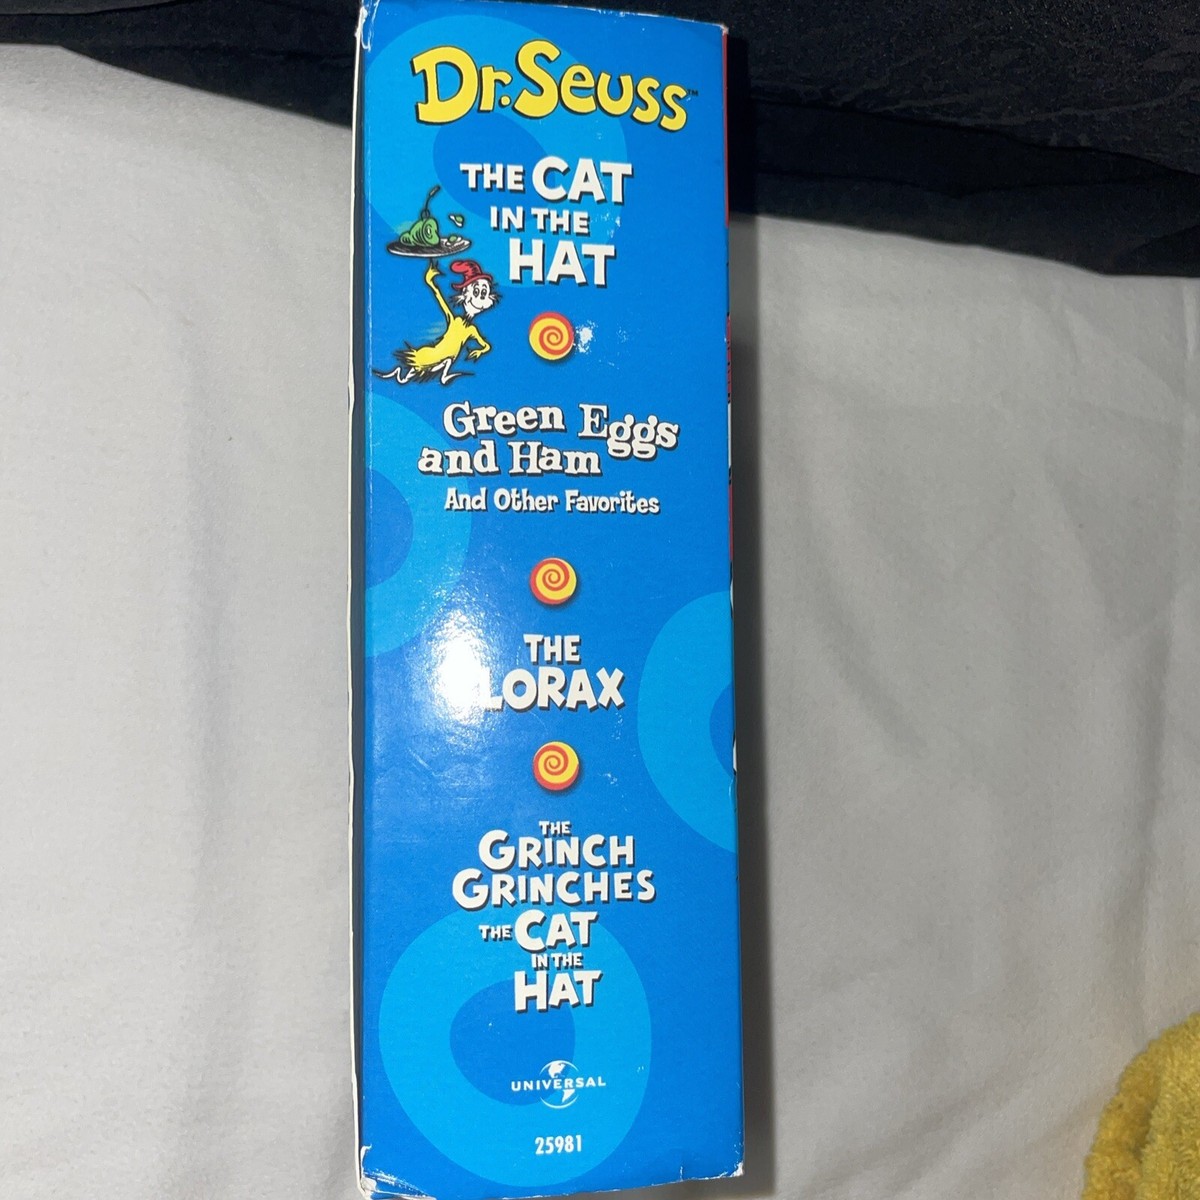 Dr. Seuss™
THE CAT
IN THE
HAT
Green Eggs
and Ham
And Other Favorites
THE
LORAX
THE
GRINCH
GRINCHES
THE CAT
IN THE
HAT
UNIVERSAL
25981